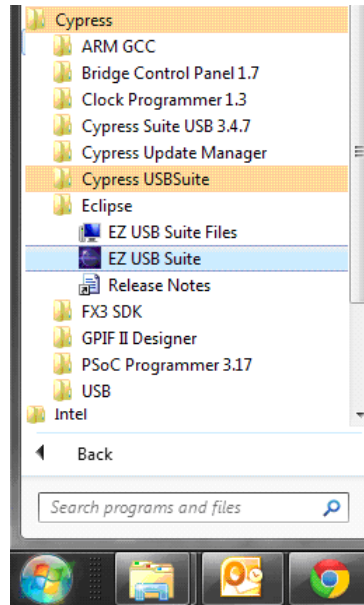 Cypress
ARM GCC
Bridge Control Panel 1.7
Clock Programmer 1.3
Cypress Suite USB 3.4.7
Cypress Update Manager
Cypress USBSuite
Eclipse
EZ USB Suite Files
EZ USB Suite
Release Notes
FX3 SDK
GPIF II Designer
PSoC Programmer 3.17
USB
Intel
Back
Search programs and files